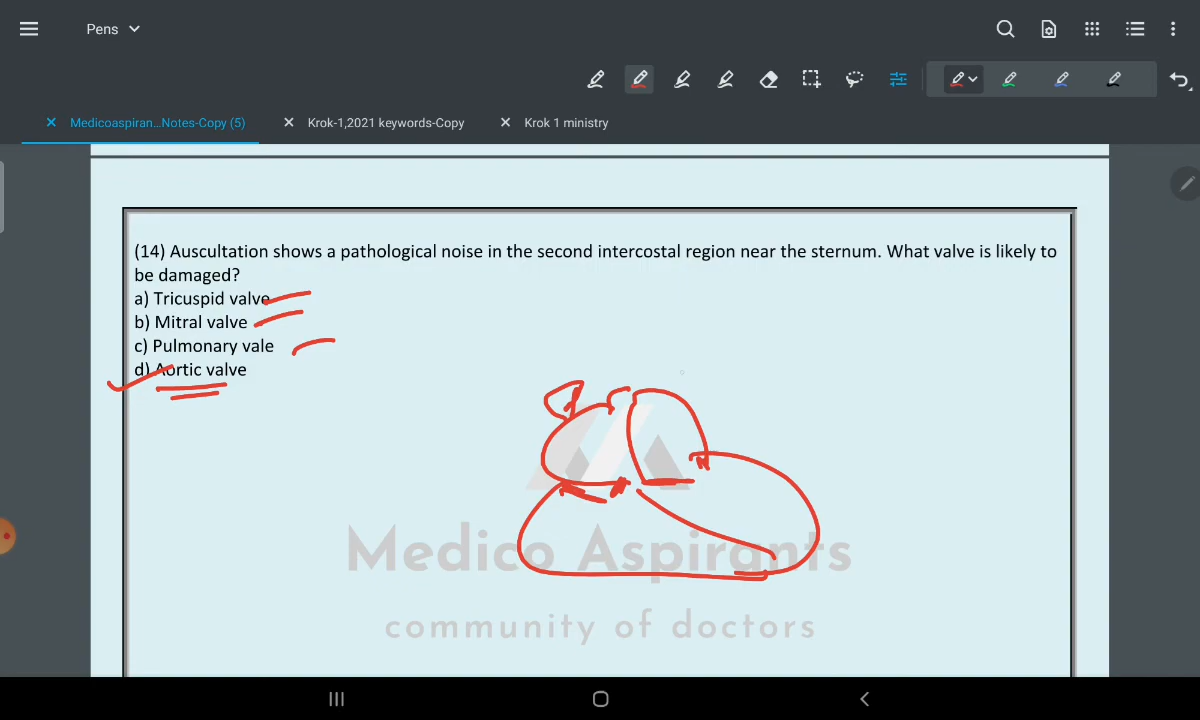 Pens
Medicoaspiran...Notes-Copy (5)
Krok-1,2021 keywords-Copy
Krok 1 ministry
(14) Auscultation shows a pathological noise in the second intercostal region near the sternum. What valve is likely to
be damaged?
a) Tricuspid valve
b) Mitral valve
c) Pulmonary vale
d) Aortic valve
Medico Aspirants
community of doctors